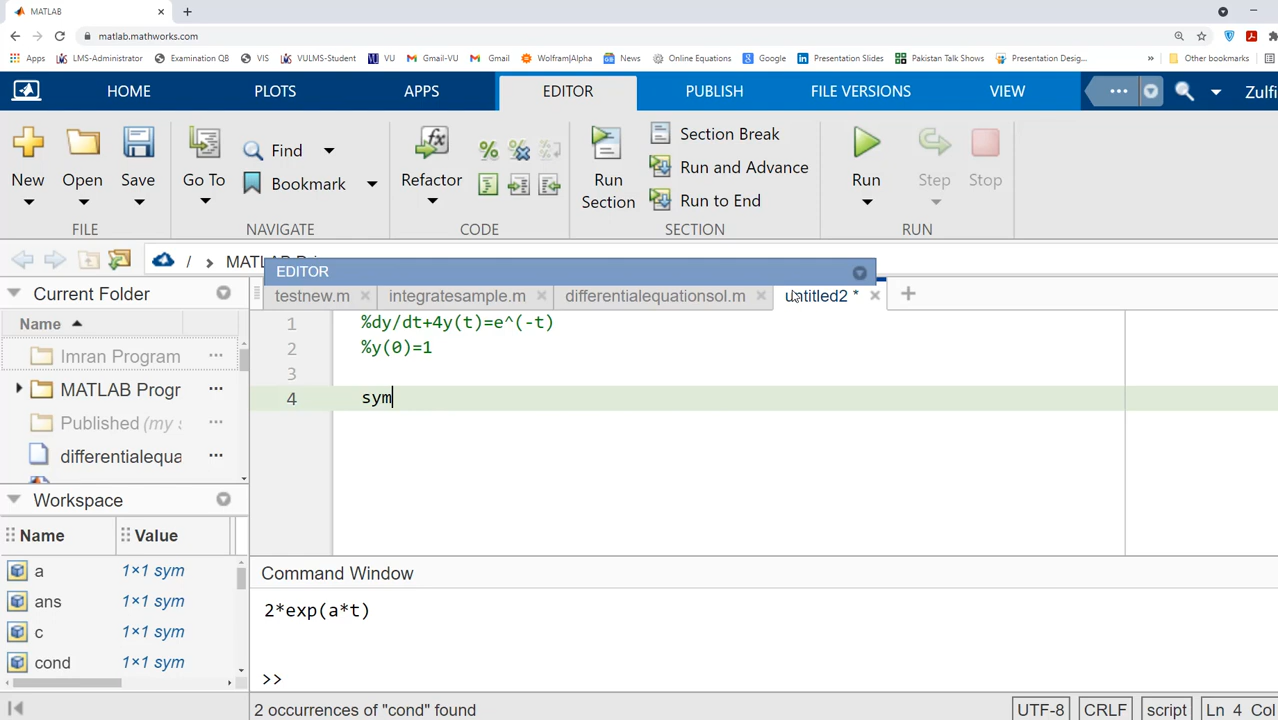 MATLAB
matlab.mathworks.com
Apps LMS-Administrator Examination QB VIS VULMS-Student VU Gmail-VU Gmail Wolfram|Alpha News Online Equations Google Presentation Slides Pakistan Talk Shows Presentation Desig... » Other bookmarks
HOME PLOTS APPS EDITOR PUBLISH FILE VERSIONS VIEW Zulfi
New Open Save
FILE
Go To Find Bookmark
NAVIGATE
Refactor
CODE
Run Section
Section Break
Run and Advance
Run to End
SECTION
Run Step Stop
RUN
/ MATLAB
EDITOR
testnew.m integratesample.m differentialequationsol.m untitled2 *
Current Folder
Name
Imran Program
MATLAB Progr
Published (my s
differentialequa
1 %dy/dt+4y(t)=e^(-t)
2 %y(0)=1
3
4 sym
Workspace
Name Value
a 1×1 sym
ans 1×1 sym
c 1×1 sym
cond 1×1 sym
Command Window
2*exp(a*t)
>>
2 occurrences of "cond" found
UTF-8 CRLF script Ln 4 Col